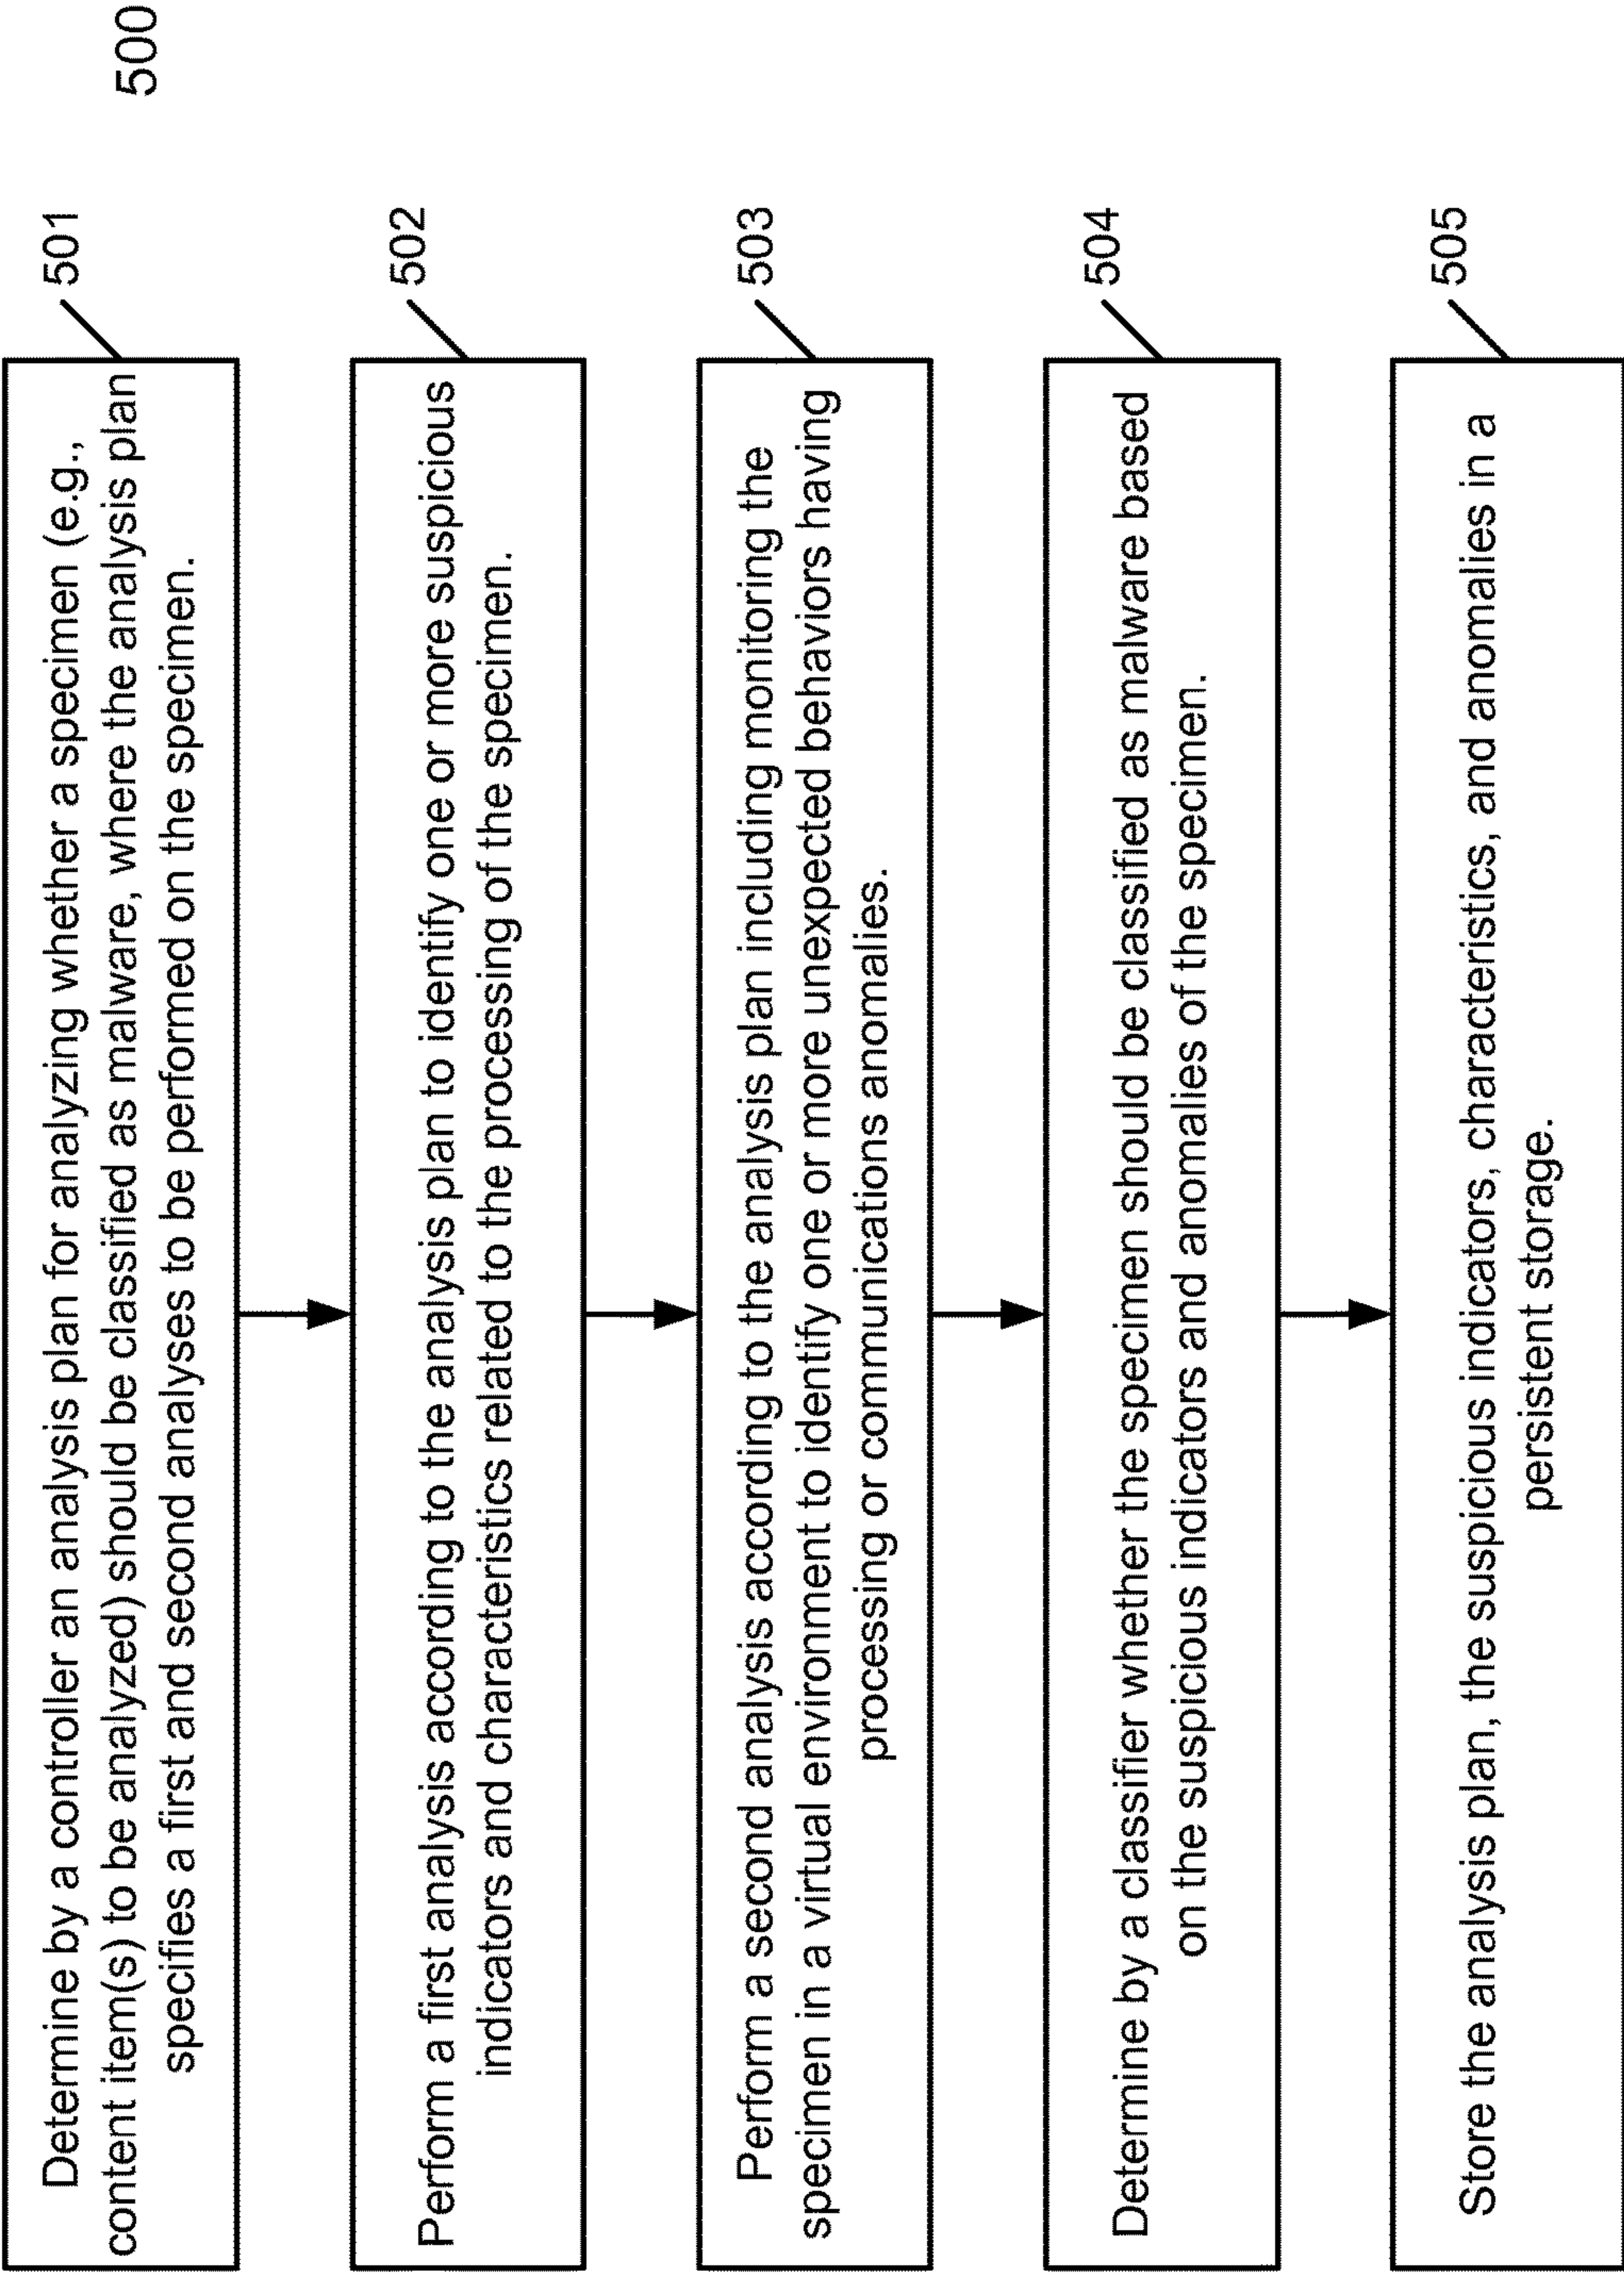 500
501
Determine by a controller an analysis plan for analyzing whether a specimen (e.g.,
content item(s) to be analyzed) should be classified as malware, where the analysis plan
specifies a first and second analyses to be performed on the specimen.
502
Perform a first analysis according to the analysis plan to identify one or more suspicious
indicators and characteristics related to the processing of the specimen.
503
Perform a second analysis according to the analysis plan including monitoring the
specimen in a virtual environment to identify one or more unexpected behaviors having
processing or communications anomalies.
504
Determine by a classifier whether the specimen should be classified as malware based
on the suspicious indicators and anomalies of the specimen.
505
Store the analysis plan, the suspicious indicators, characteristics, and anomalies in a
persistent storage.